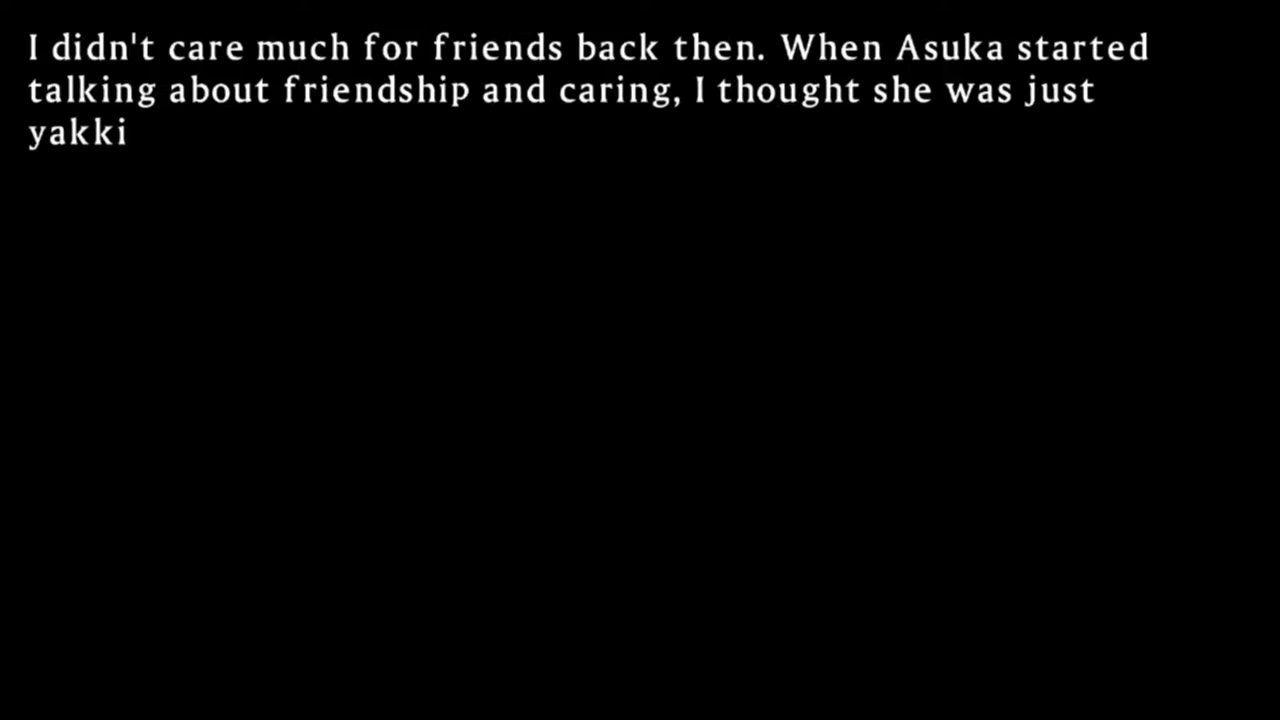 I didn't care much for friends back then. When Asuka started
talking about friendship and caring, I thought she was just
yakki